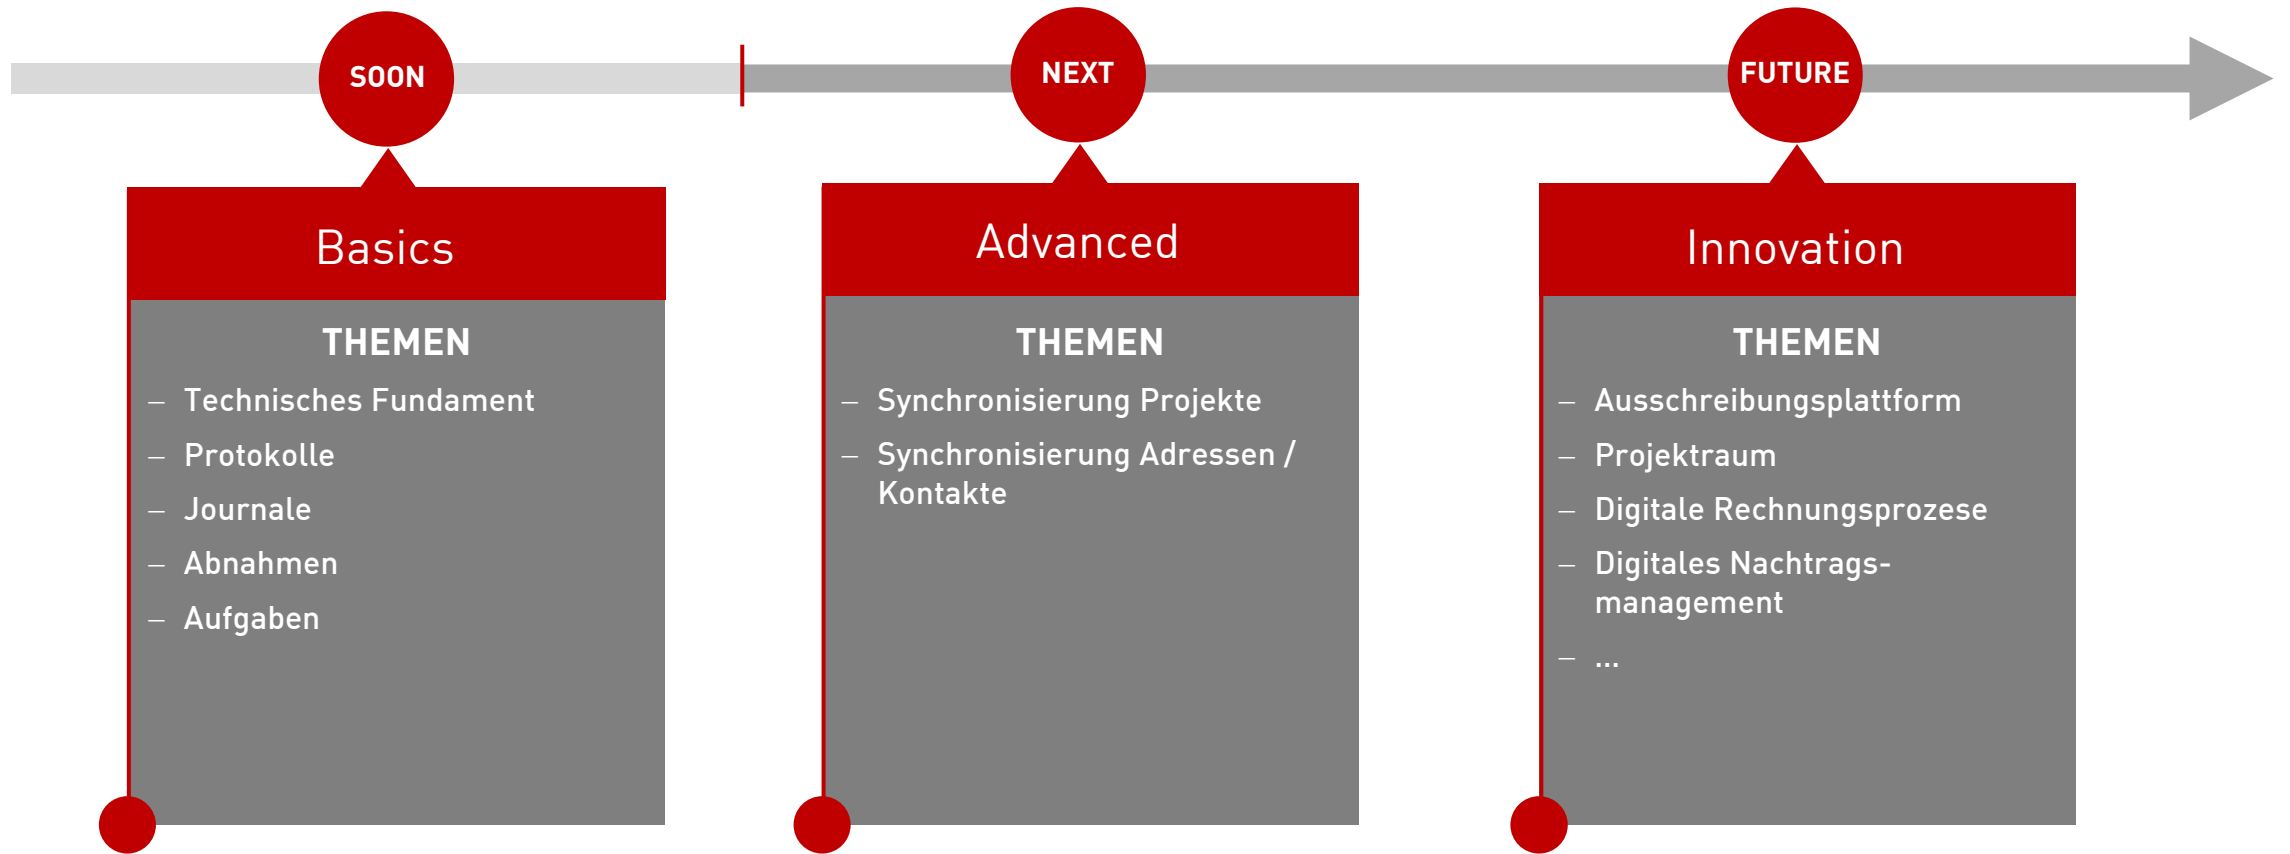 SOON
NEXT
FUTURE
Basics
THEMEN
– Technisches Fundament
– Protokolle
– Journale
– Abnahmen
– Aufgaben
Advanced
THEMEN
– Synchronisierung Projekte
– Synchronisierung Adressen /
Kontakte
Innovation
THEMEN
– Ausschreibungsplattform
– Projektraum
– Digitale Rechnungsprozese
– Digitales Nachtrags-
management
– ...